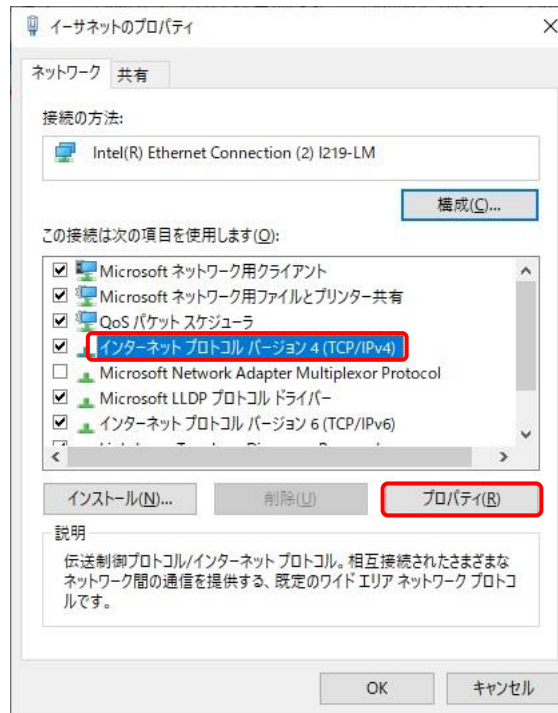 イーサネットのプロパティ
ネットワーク 共有
接続の方法:
Intel(R) Ethernet Connection (2) I219-LM
構成(C)...
この接続は次の項目を使用します(O):
Microsoft ネットワーク用クライアント
Microsoft ネットワーク用ファイルとプリンター共有
QoS パケット スケジューラ
インターネット プロトコル バージョン 4 (TCP/IPv4)
Microsoft Network Adapter Multiplexor Protocol
Microsoft LLDP プロトコル ドライバー
インターネット プロトコル バージョン 6 (TCP/IPv6)
インストール(N)... 削除(U) プロパティ(R)
説明
伝送制御プロトコル/インターネット プロトコル。相互接続されたさまざまな
ネットワーク間の通信を提供する、既定のワイド エリア ネットワーク プロトコ
ルです。
OK キャンセル